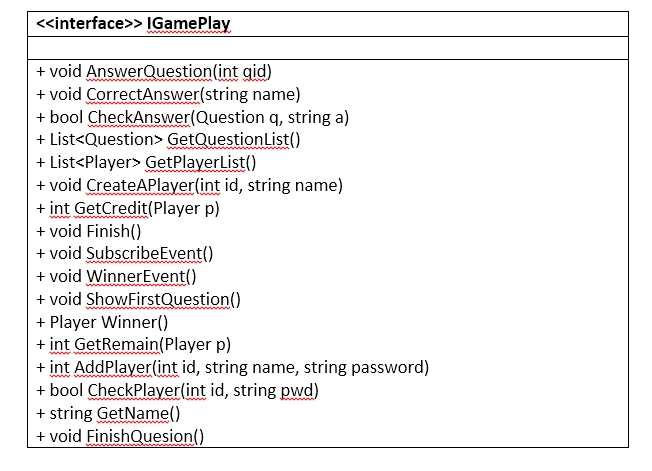 <<interface>> IGamePlay
+ void AnswerQuestion(int qid)
+ void CorrectAnswer(string name)
+ bool CheckAnswer(Question q, string a)
+ List<Question> GetQuestionList()
+ List<Player> GetPlayerList()
+ void CreateAPlayer(int id, string name)
+ int GetCredit(Player p)
+ void Finish()
+ void SubscribeEvent()
+ void WinnerEvent()
+ void ShowFirstQuestion()
+ Player Winner()
+ int GetRemain(Player p)
+ int AddPlayer(int id, string name, string password)
+ bool CheckPlayer(int id, string pwd)
+ string GetName()
+ void FinishQuesion()